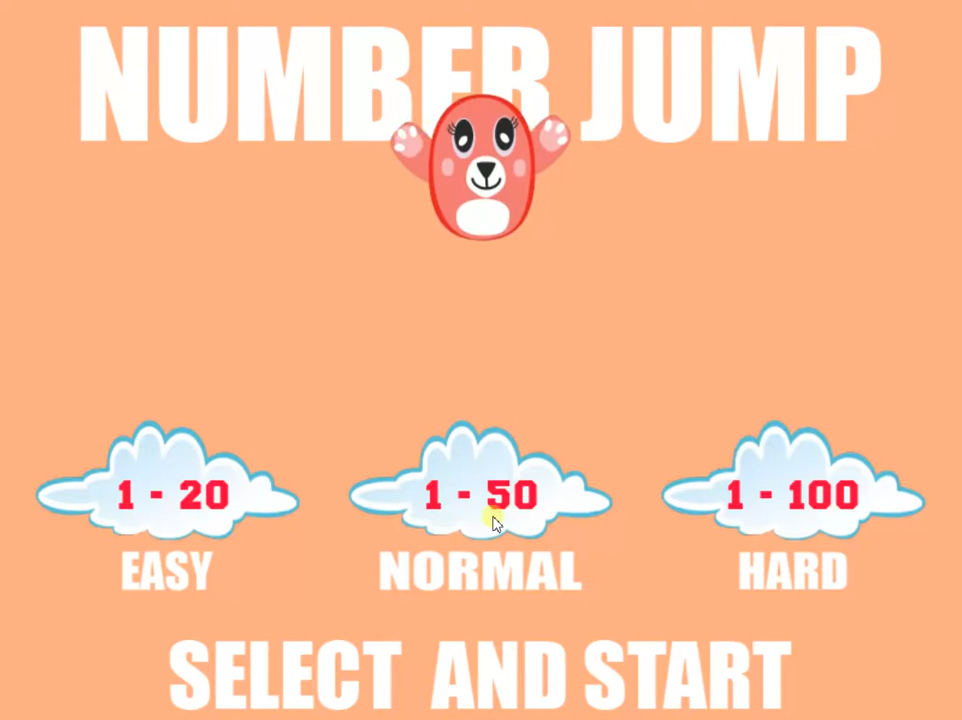 NUMBER JUMP
1 - 20
1 - 50
1 - 100
EASY
NORMAL
HARD
SELECT AND START